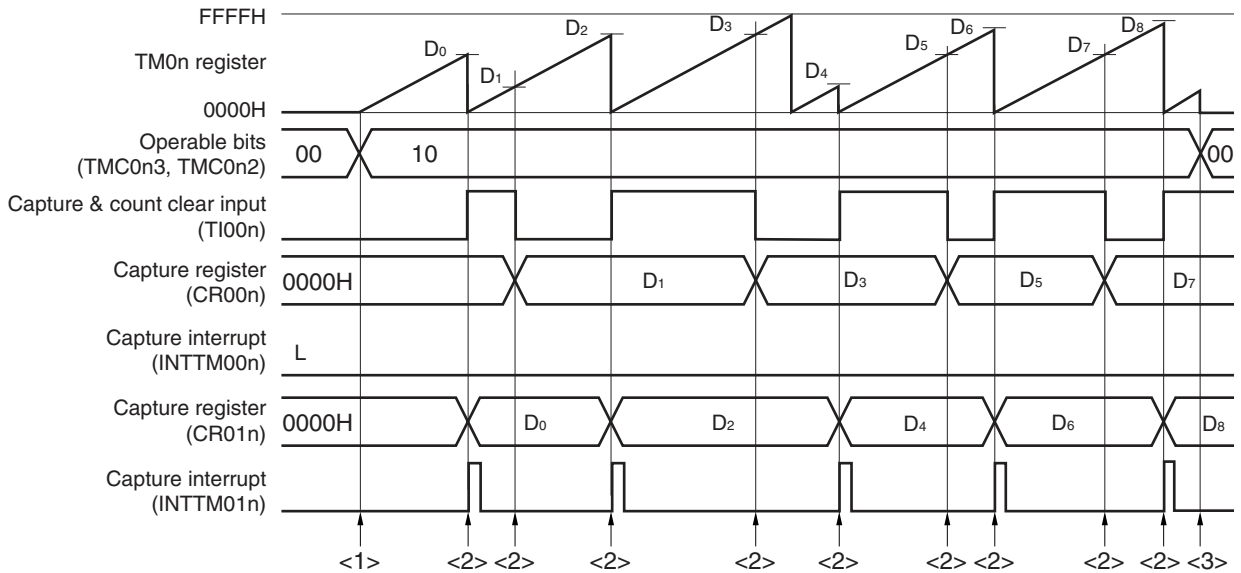 FFFFH
TM0n register
0000H
D0 D1 D2 D3 D4 D5 D6 D7 D8
Operable bits
(TMC0n3, TMC0n2)
00 10 00
Capture & count clear input
(TI00n)
Capture register
(CR00n)
0000H D1 D3 D5 D7
Capture interrupt
(INTTM00n)
L
Capture register
(CR01n)
0000H D0 D2 D4 D6 D8
Capture interrupt
(INTTM01n)
<1> <2> <2> <2> <2> <2> <2> <2> <2> <2> <3>